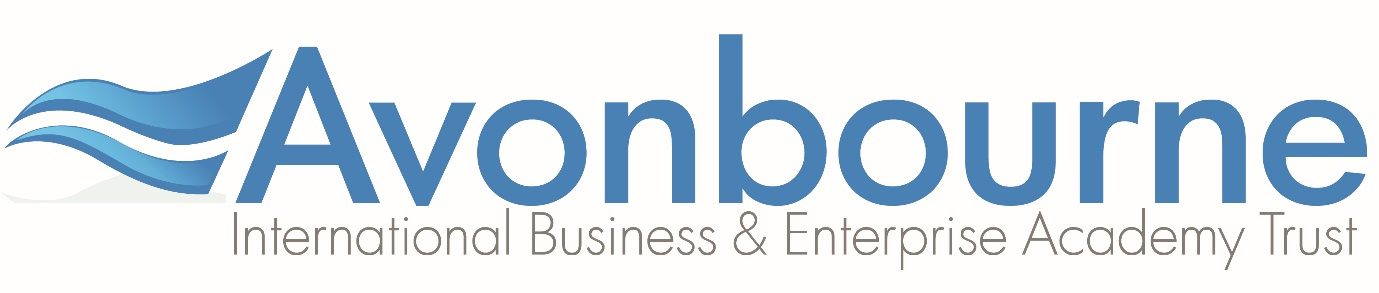 Avonbourne
International Business & Enterprise Academy Trust